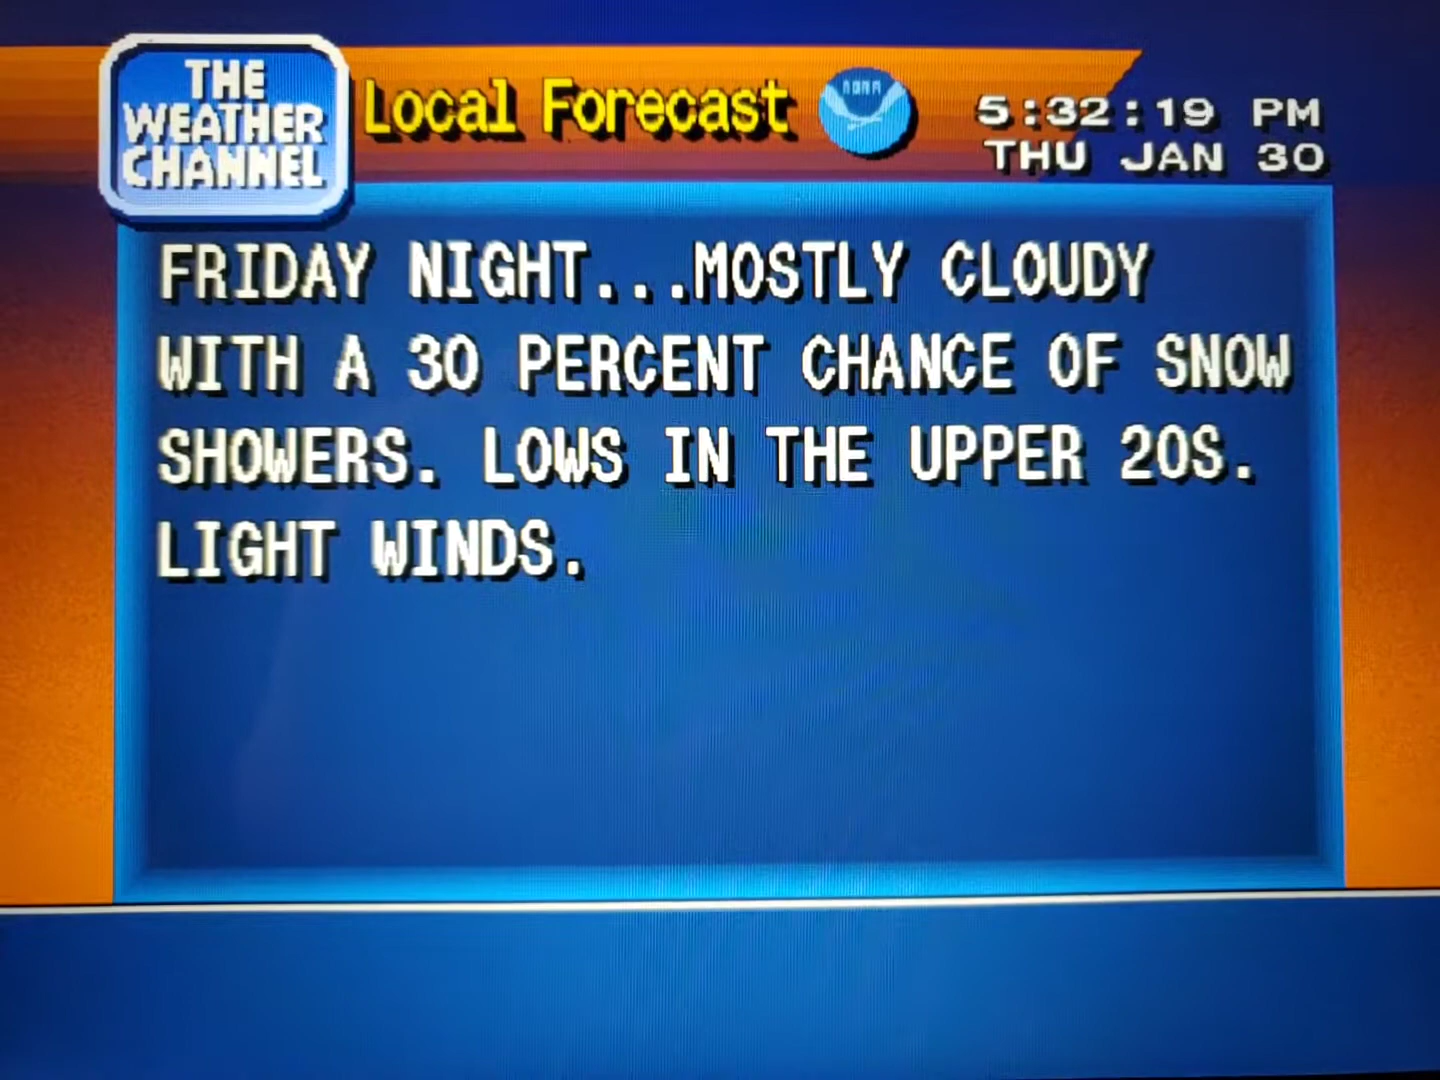 THE
WEATHER
CHANNEL
Local Forecast
NOAA
5:32:19 PM
THU JAN 30
FRIDAY NIGHT...MOSTLY CLOUDY
WITH A 30 PERCENT CHANCE OF SNOW
SHOWERS. LOWS IN THE UPPER 20S.
LIGHT WINDS.